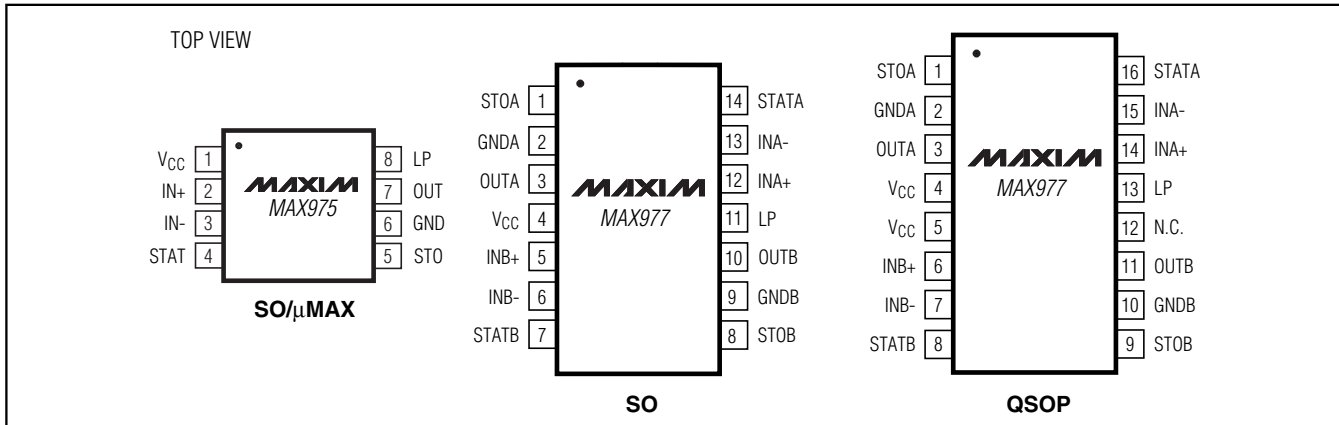 TOP VIEW
VCC 1
IN+ 2
IN- 3
STAT 4
8 LP
7 OUT
6 GND
5 STO
MAXIM
MAX975
SO/µMAX
STOA 1
GNDA 2
OUTA 3
VCC 4
INB+ 5
INB- 6
STATB 7
14 STATA
13 INA-
12 INA+
11 LP
10 OUTB
9 GNDB
8 STOB
MAXIM
MAX977
SO
STOA 1
GNDA 2
OUTA 3
VCC 4
VCC 5
INB+ 6
INB- 7
STATB 8
16 STATA
15 INA-
14 INA+
13 LP
12 N.C.
11 OUTB
10 GNDB
9 STOB
MAXIM
MAX977
QSOP